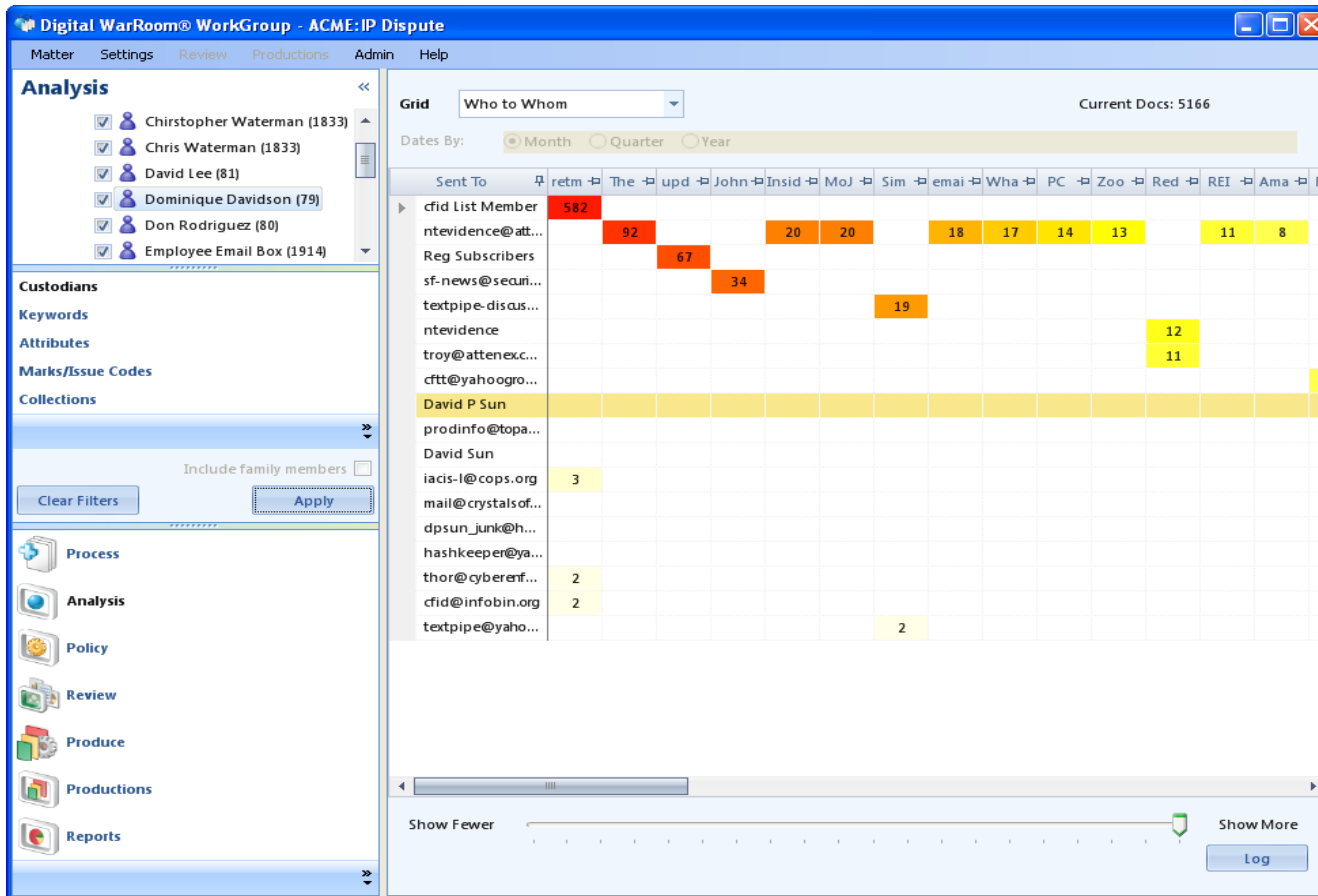 Digital WarRoom® WorkGroup - ACME:IP Dispute
Matter Settings Review Productions Admin Help
Analysis
Chirstopher Waterman (1833)
Chris Waterman (1833)
David Lee (81)
Dominique Davidson (79)
Don Rodriguez (80)
Employee Email Box (1914)
Custodians
Keywords
Attributes
Marks/Issue Codes
Collections
Include family members
Clear Filters Apply
Process
Analysis
Policy
Review
Produce
Productions
Reports
Grid Who to Whom Current Docs: 5166
Dates By: Month Quarter Year
Sent To retm The upd John Insid MoJ Sim emai Wha PC Zoo Red REI Ama
cfid List Member 582
ntevidence@att... 92 20 20 18 17 14 13 11 8
Reg Subscribers 67
sf-news@securi... 34
textpipe-discus... 19
ntevidence 12
troy@attenex.c... 11
cftt@yahoogro...
David P Sun
prodinfo@topa...
David Sun
iacis-l@cops.org 3
mail@crystalsof...
dpsun_junk@h...
hashkeeper@ya...
thor@cyberenf... 2
cfid@infobin.org 2
textpipe@yaho... 2
Show Fewer Show More
Log